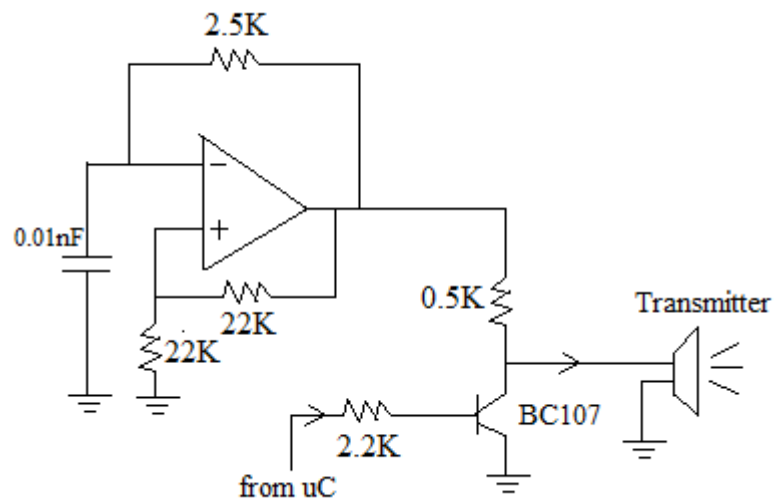 2.5K
−
+
0.01nF
22K
22K
0.5K
Transmitter
BC107
2.2K
from uC